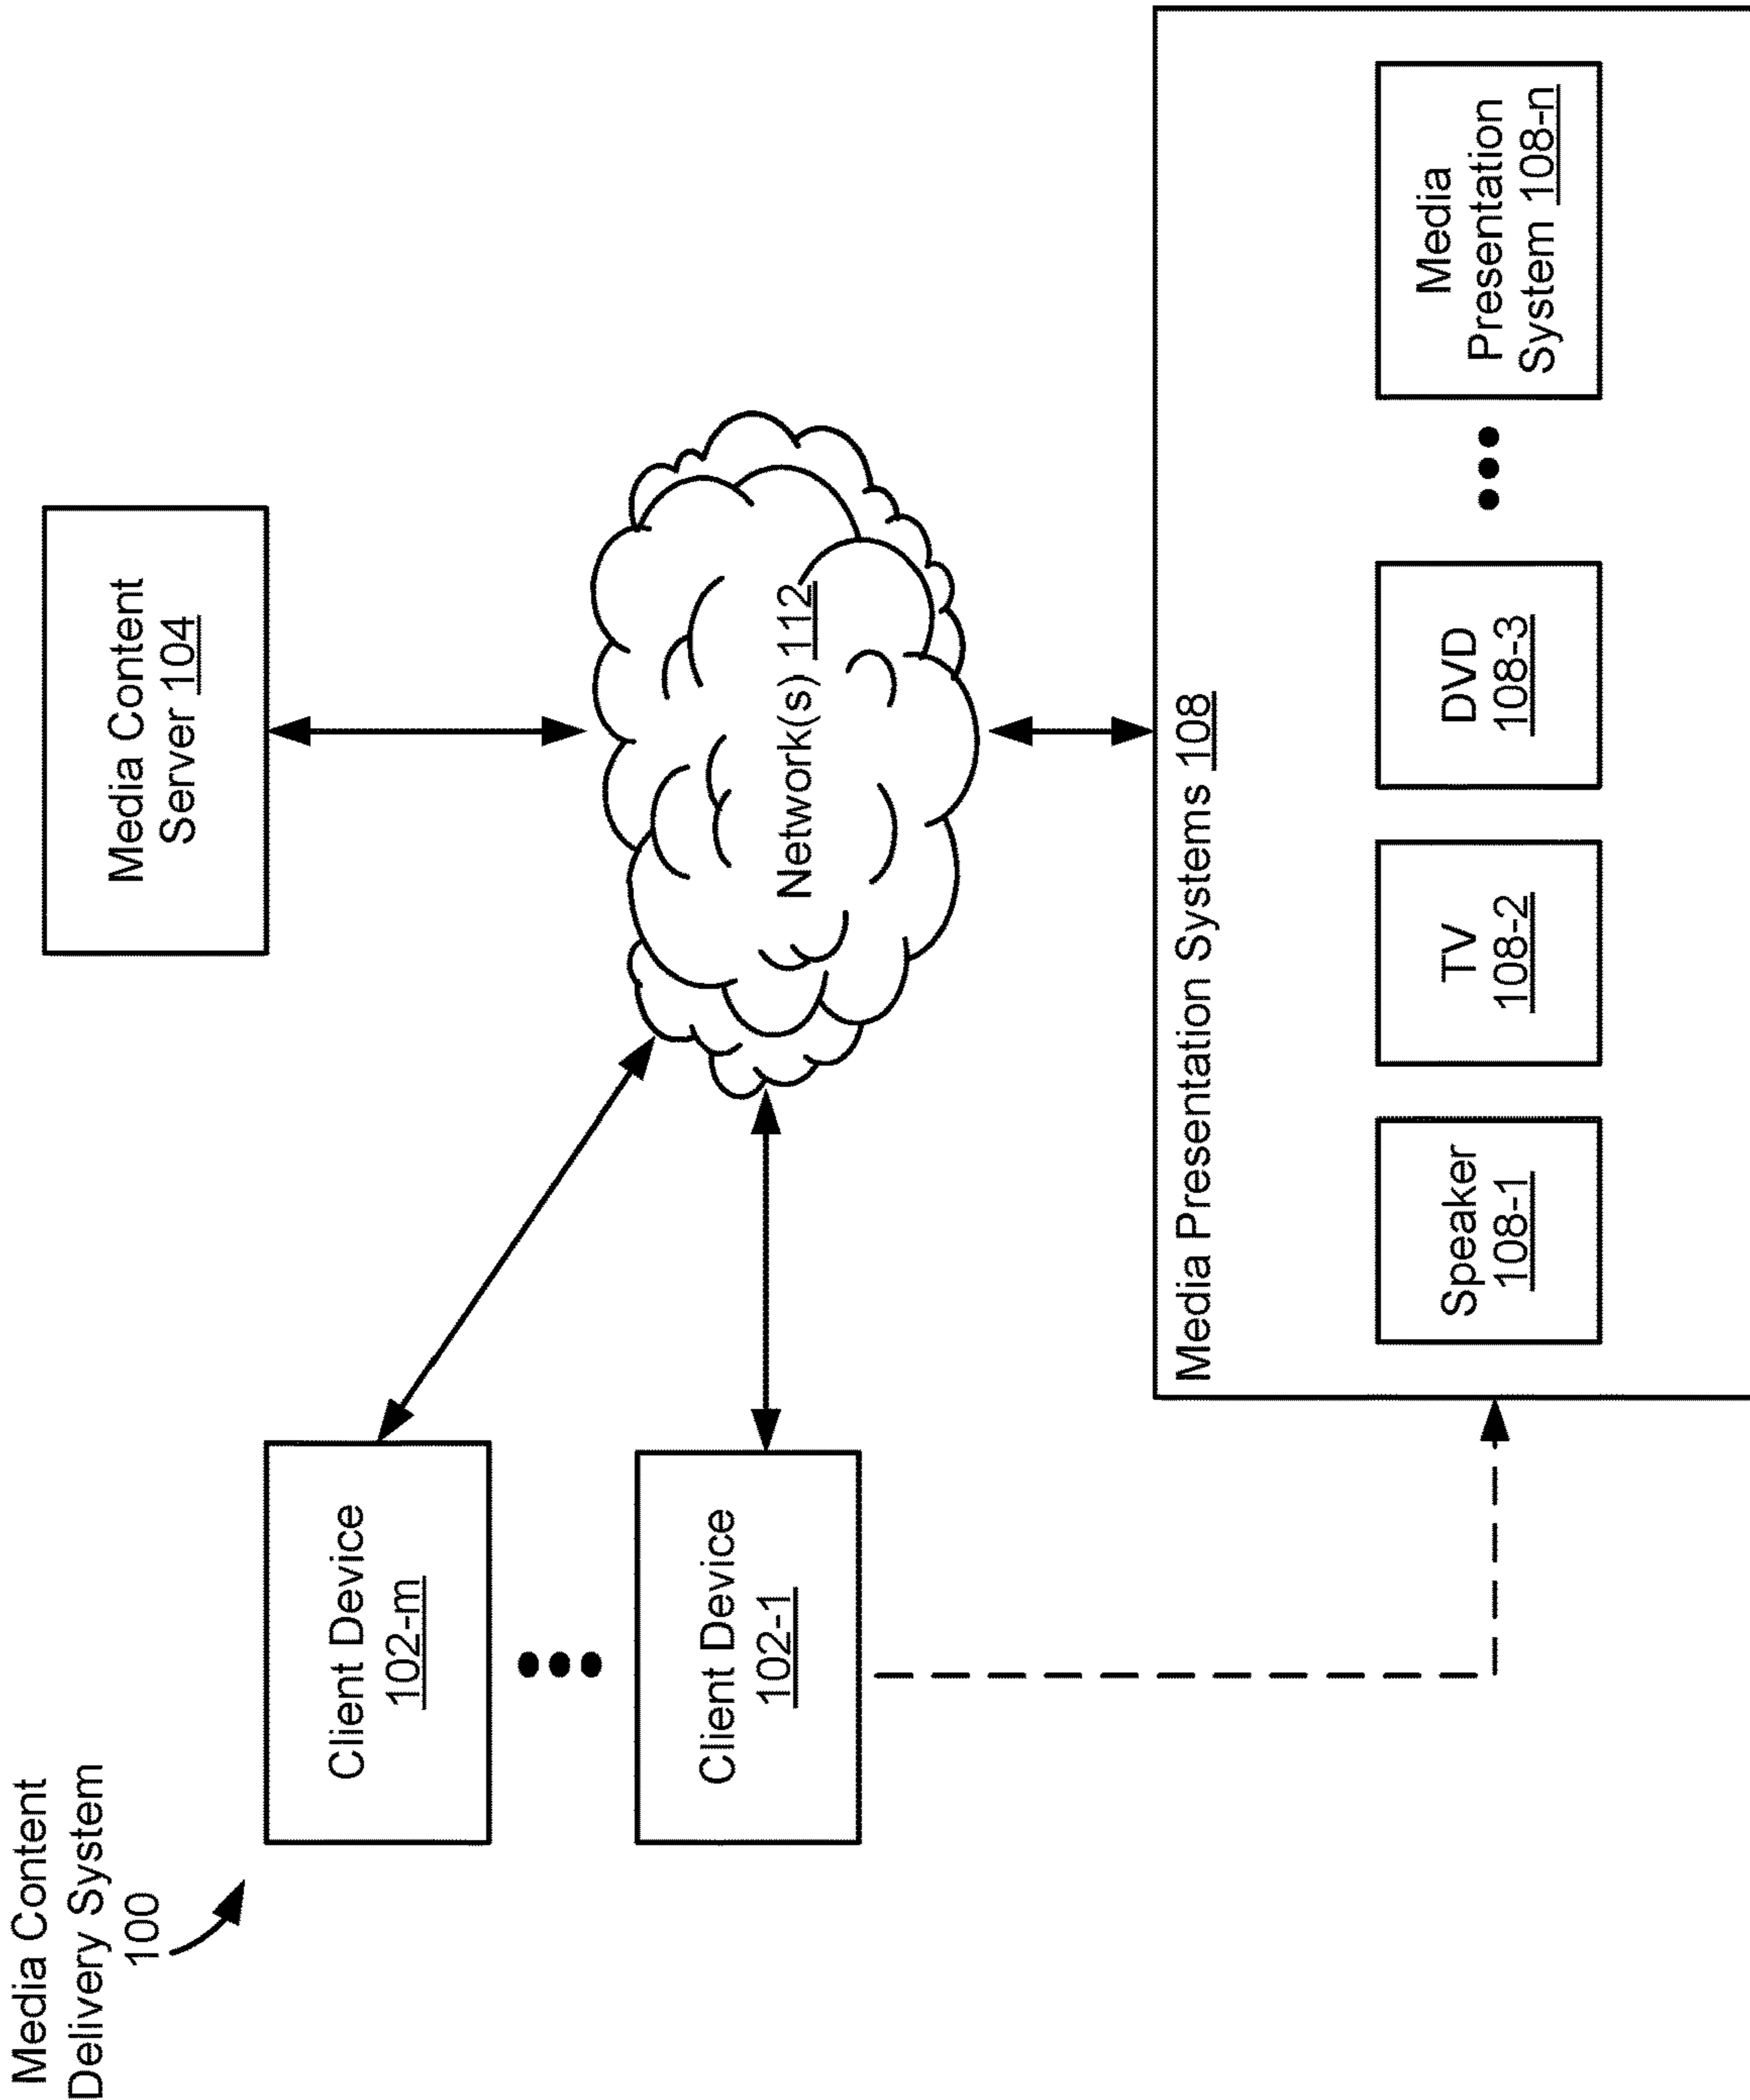 Media Content
Delivery System
100
Media Content
Server 104
Client Device
102-m
Client Device
102-1
Network(s) 112
Media Presentation Systems 108
Speaker
108-1
TV
108-2
DVD
108-3
Media
Presentation
System 108-n